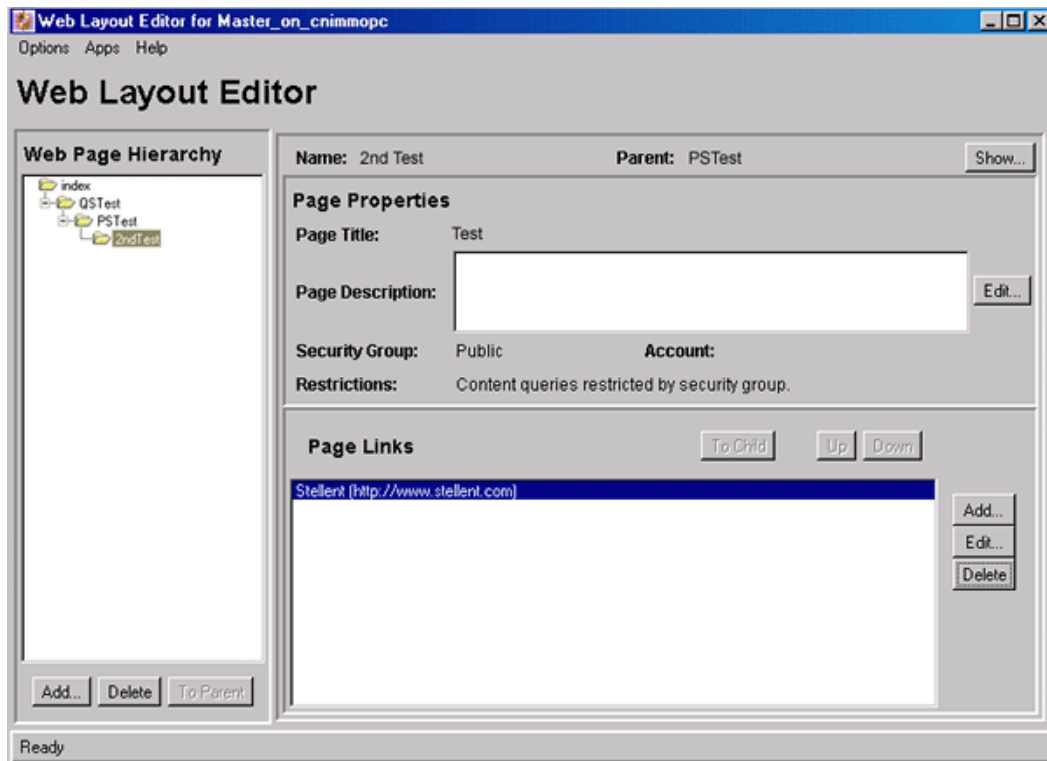 Web Layout Editor for Master_on_cnimmopc
Options Apps Help
Web Layout Editor
Web Page Hierarchy
index
QSTest
PSTest
2ndTest
Add... Delete To Parent
Name: 2nd Test Parent: PSTest Show...
Page Properties
Page Title: Test
Page Description: Edit...
Security Group: Public Account:
Restrictions: Content queries restricted by security group.
Page Links To Child Up Down
Stellent (http://www.stellent.com)
Add...
Edit...
Delete
Ready